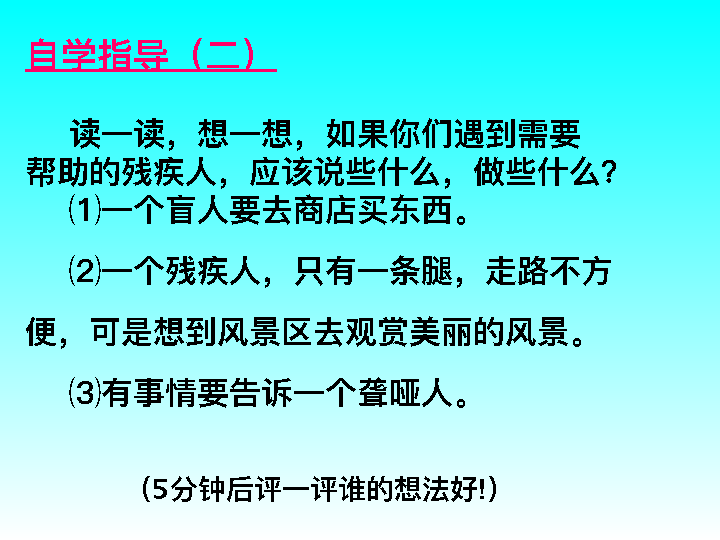 自学指导（二）
读一读，想一想，如果你们遇到需要
帮助的残疾人，应该说些什么，做些什么?
⑴一个盲人要去商店买东西。
⑵一个残疾人，只有一条腿，走路不方
便，可是想到风景区去观赏美丽的风景。
⑶有事情要告诉一个聋哑人。
（5分钟后评一评谁的想法好!）